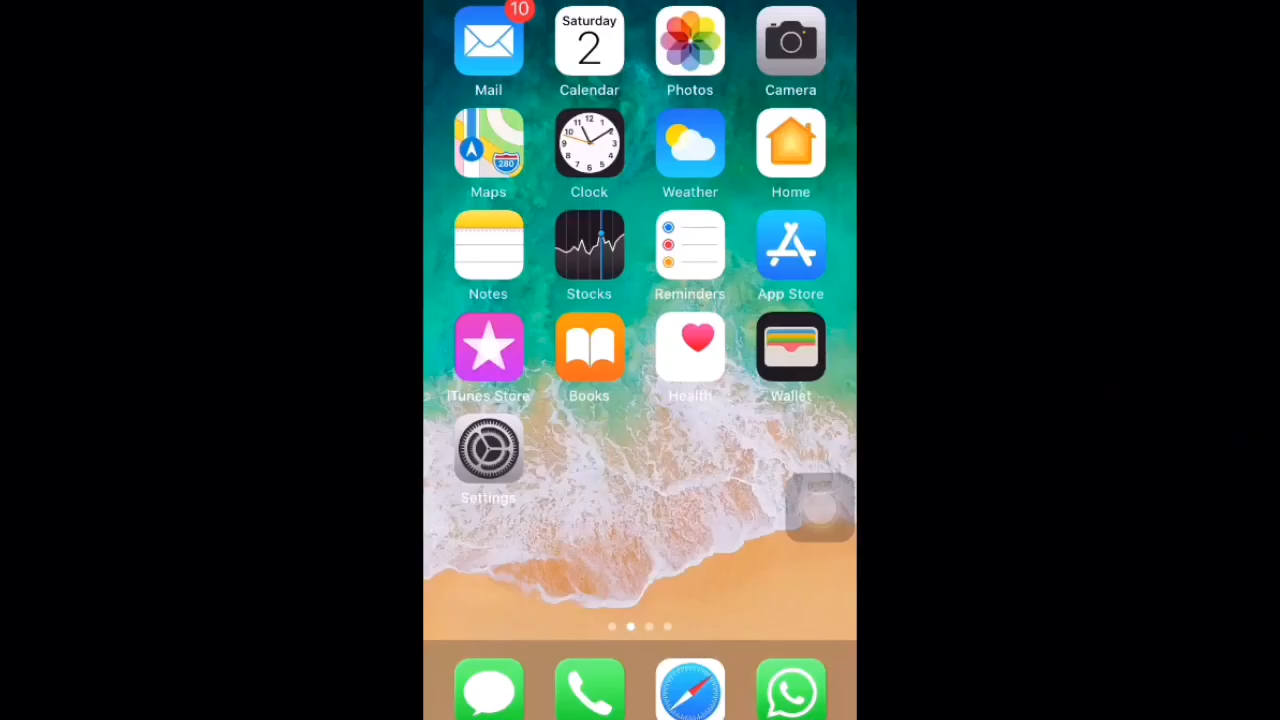 10
Saturday
2
Mail Calendar Photos Camera
280
Maps Clock Weather Home
Notes Stocks Reminders App Store
iTunes Store Books Health Wallet
Settings